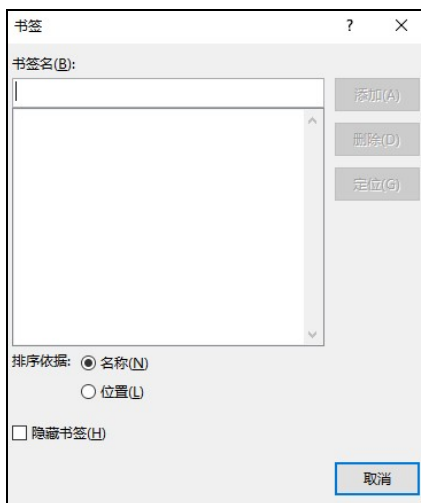 书签 ?
书签名(B):
添加(A)
删除(D)
定位(G)
排序依据: 名称(N)
位置(L)
隐藏书签(H)
取消